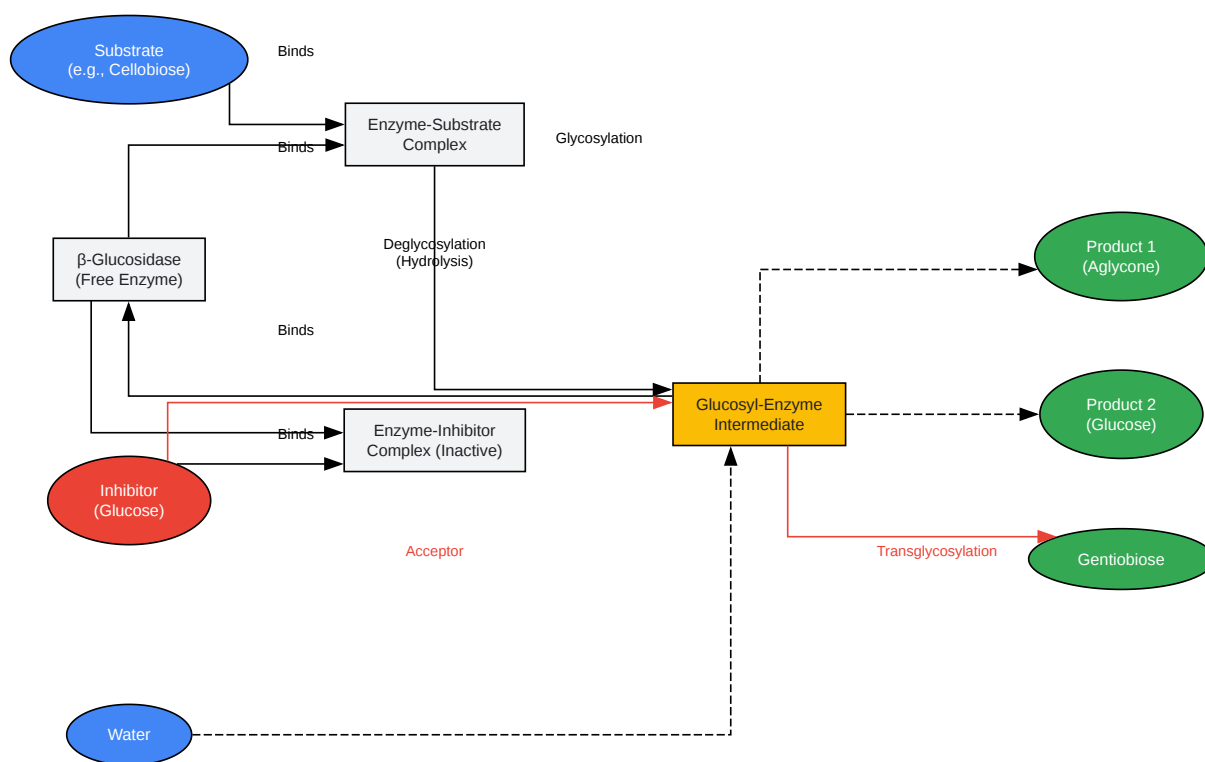 Substrate
(e.g., Cellobiose)
Binds
Enzyme-Substrate
Complex
Glycosylation
Binds
β-Glucosidase
(Free Enzyme)
Deglycosylation
(Hydrolysis)
Product 1
(Aglycone)
Binds
Glucosyl-Enzyme
Intermediate
Product 2
(Glucose)
Binds
Enzyme-Inhibitor
Complex (Inactive)
Inhibitor
(Glucose)
Acceptor
Transglycosylation
Gentiobiose
Water